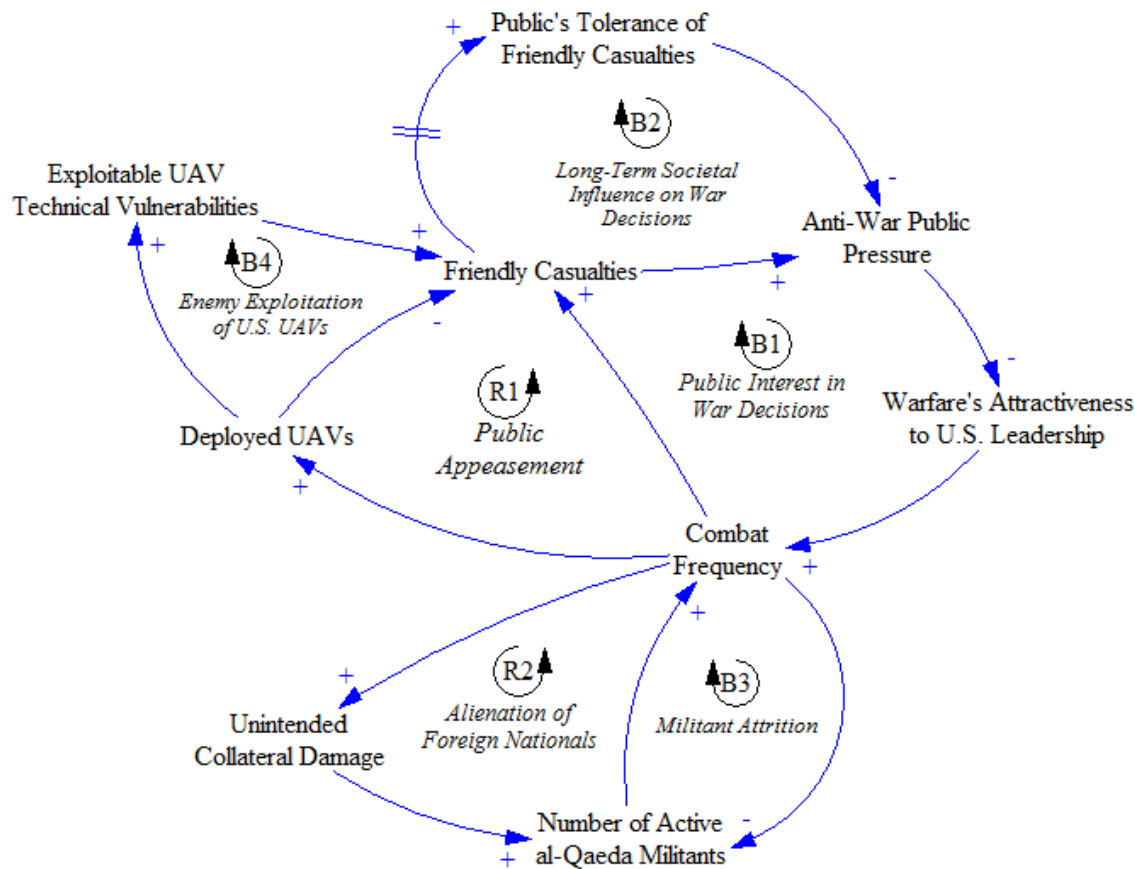 Public's Tolerance of
Friendly Casualties
+
B2
Long-Term Societal
Influence on War
Decisions
Exploitable UAV
Technical Vulnerabilities
+
B4
Enemy Exploitation
of U.S. UAVs
+
Friendly Casualties
+
-
-
Anti-War Public
Pressure
+
B1
Public Interest in
War Decisions
-
Warfare's Attractiveness
to U.S. Leadership
R1
Public
Appeasement
Deployed UAVs
+
Combat
Frequency
+
+
R2
Alienation of
Foreign Nationals
B3
Militant Attrition
+
Unintended
Collateral Damage
Number of Active
al-Qaeda Militants
-
+